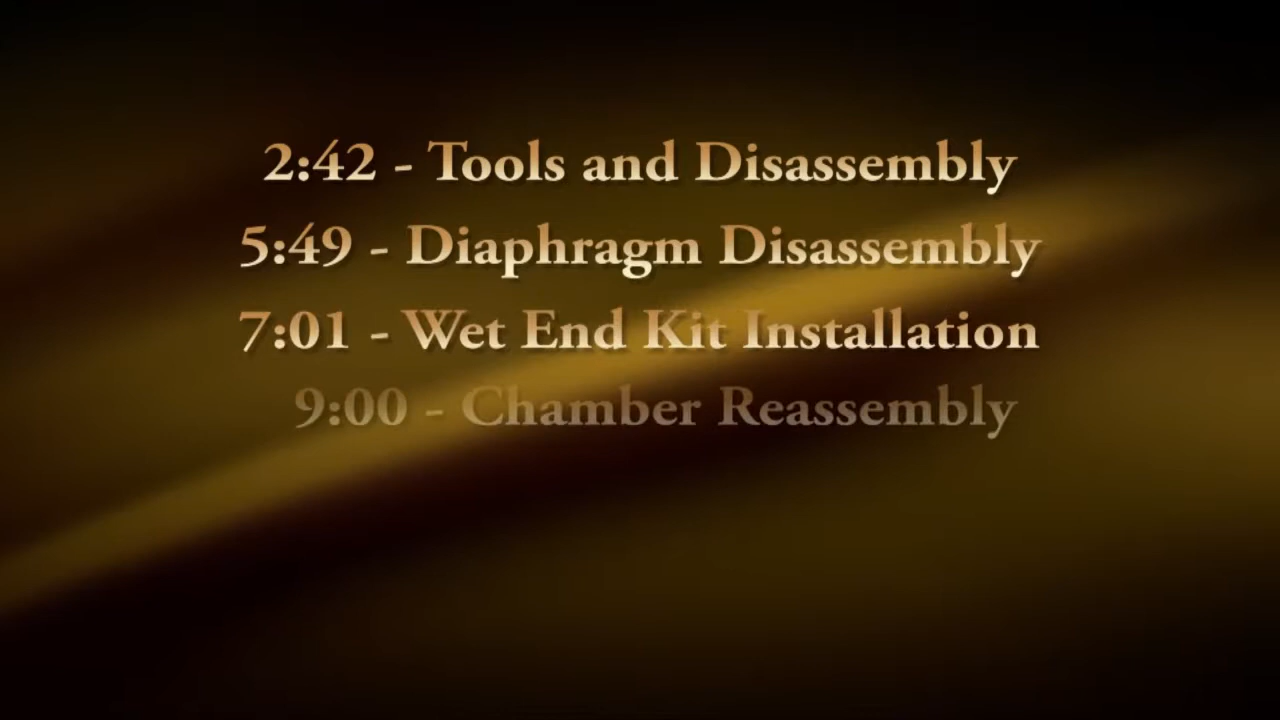 2:42 - Tools and Disassembly
5:49 - Diaphragm Disassembly
7:01 - Wet End Kit Installation
9:00 - Chamber Reassembly